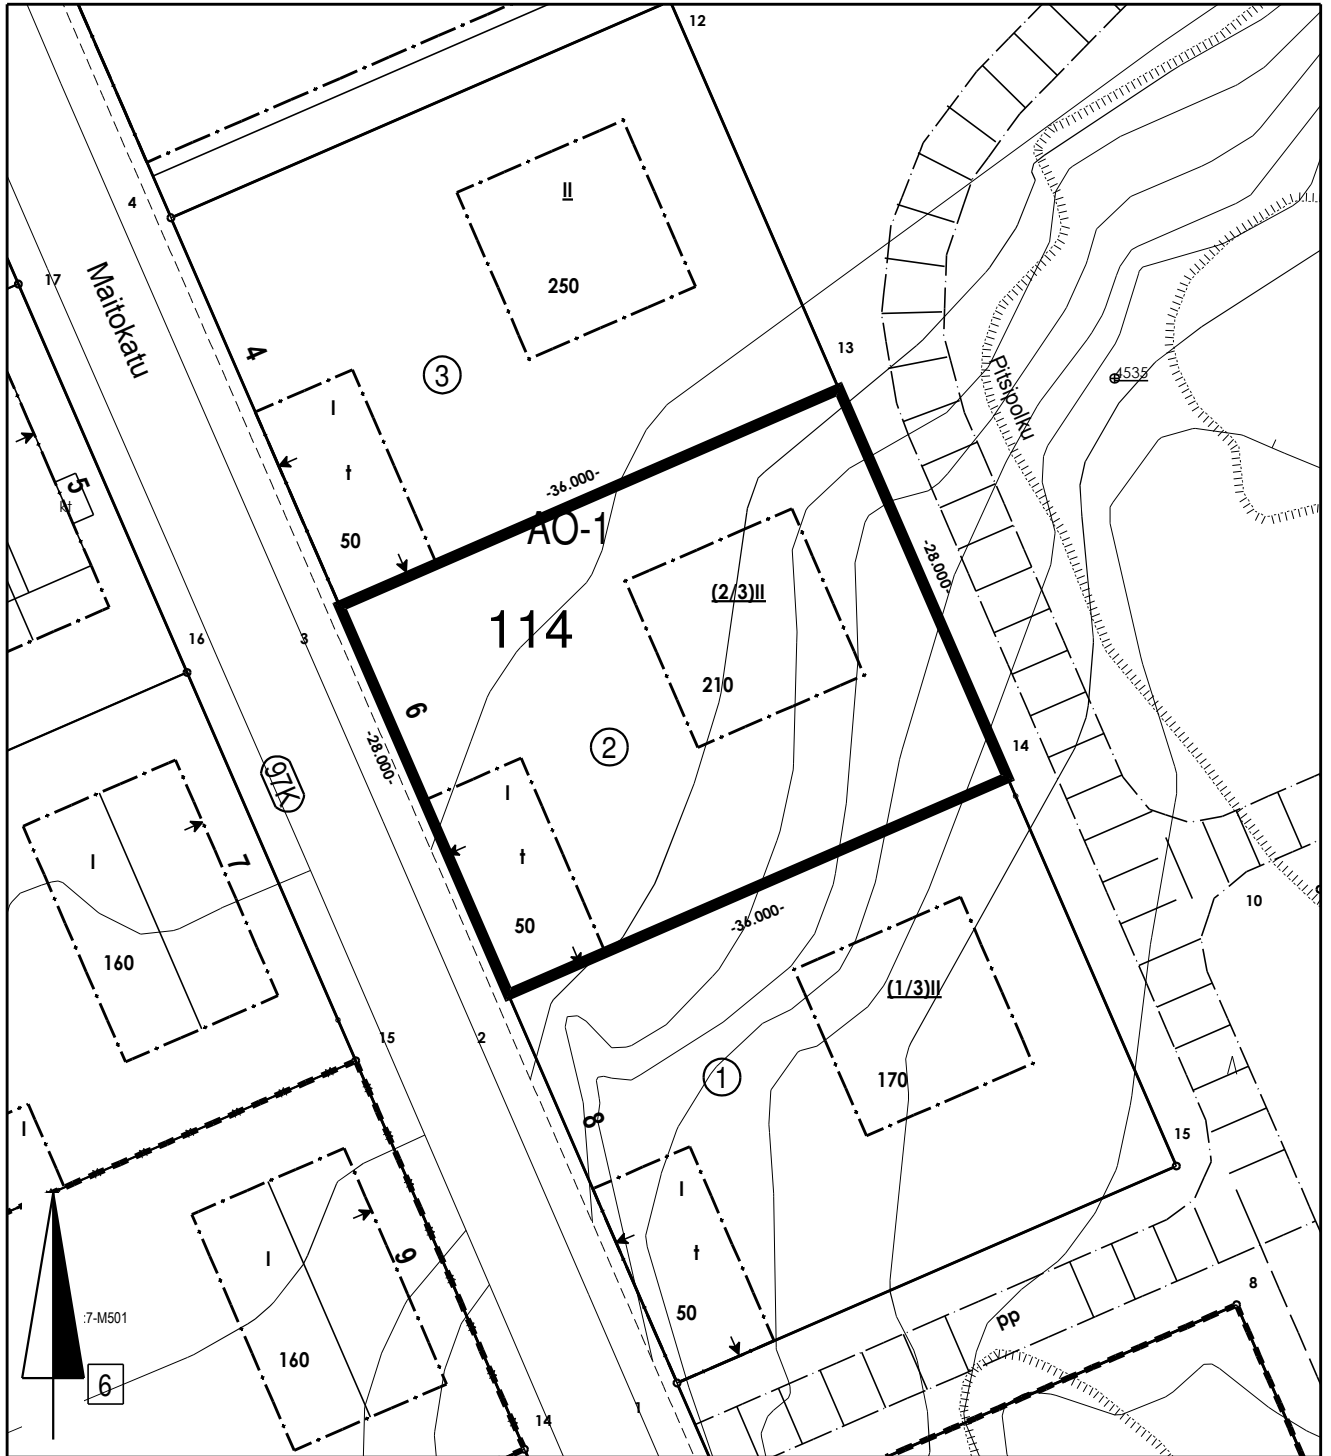 12
4
17
II
Maitokatu
250
13
4
3
Pitsipolku
4535
I
t
5
kt
-36.000-
50
AO-1
-28.000-
(2/3)II
114
16
3
210
6
2
14
-28.000-
97K
I
I
t
7
10
50
-36.000-
160
(1/3)II
15
2
1
170
8
I
15
I
9
I
t
:7-M501
50
8
pp
160
6
1
14